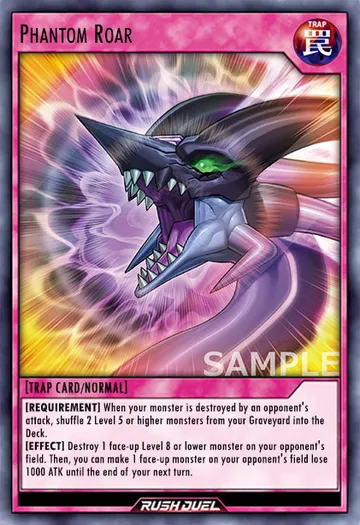 PHANTOM ROAR
TRAP
罠
SAMPLE
[TRAP CARD/NORMAL]
[REQUIREMENT] When your monster is destroyed by an opponent's
attack, shuffle 2 Level 5 or higher monsters from your Graveyard into the
Deck.
[EFFECT] Destroy 1 face-up Level 8 or lower monster on your opponent's
field. Then, you can make 1 face-up monster on your opponent's field lose
1000 ATK until the end of your next turn.
RUSH DUEL